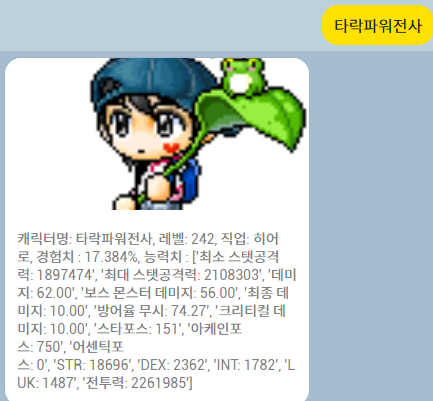 타락파워전사
캐릭터명: 타락파워전사, 레벨: 242, 직업: 히어
로, 경험치 : 17.384%, 능력치 : ['최소 스탯공격
력: 1897474', '최대 스탯공격력: 2108303', '데미
지: 62.00', '보스 몬스터 데미지: 56.00', '최종 데
미지: 10.00', '방어율 무시: 74.27', '크리티컬 데
미지: 10.00', '스타포스: 151', '아케인포
스: 750', '어센틱포
스: 0', 'STR: 18696', 'DEX: 2362', 'INT: 1782', 'L
UK: 1487', '전투력: 2261985']